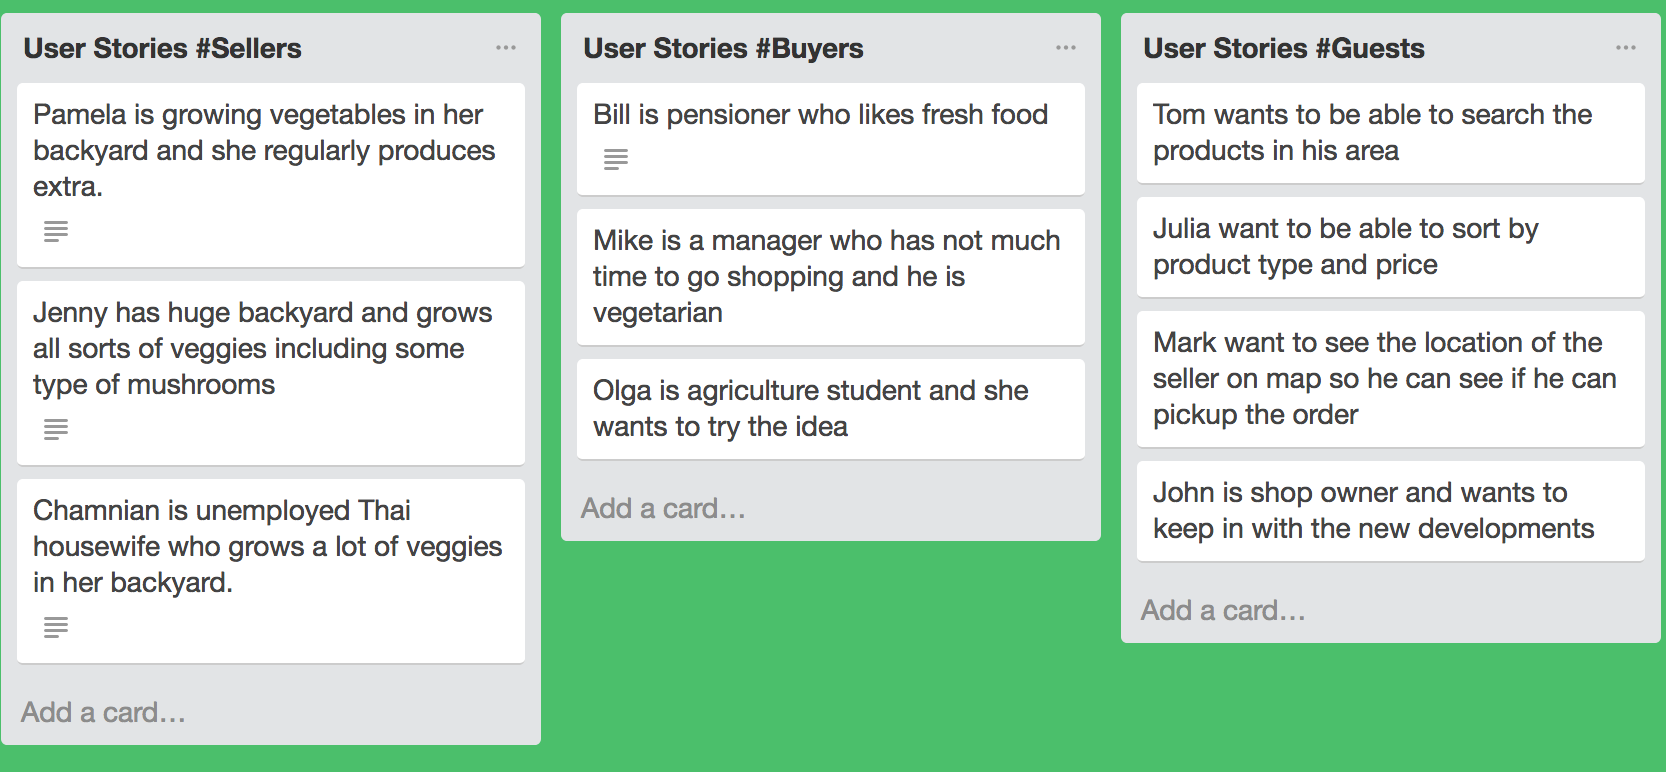 User Stories #Sellers
Pamela is growing vegetables in her
backyard and she regularly produces
extra.
Jenny has huge backyard and grows
all sorts of veggies including some
type of mushrooms
Chamnian is unemployed Thai
housewife who grows a lot of veggies
in her backyard.
Add a card...
User Stories #Buyers
Bill is pensioner who likes fresh food
Mike is a manager who has not much
time to go shopping and he is
vegetarian
Olga is agriculture student and she
wants to try the idea
Add a card...
User Stories #Guests
Tom wants to be able to search the
products in his area
Julia want to be able to sort by
product type and price
Mark want to see the location of the
seller on map so he can see if he can
pickup the order
John is shop owner and wants to
keep in with the new developments
Add a card...